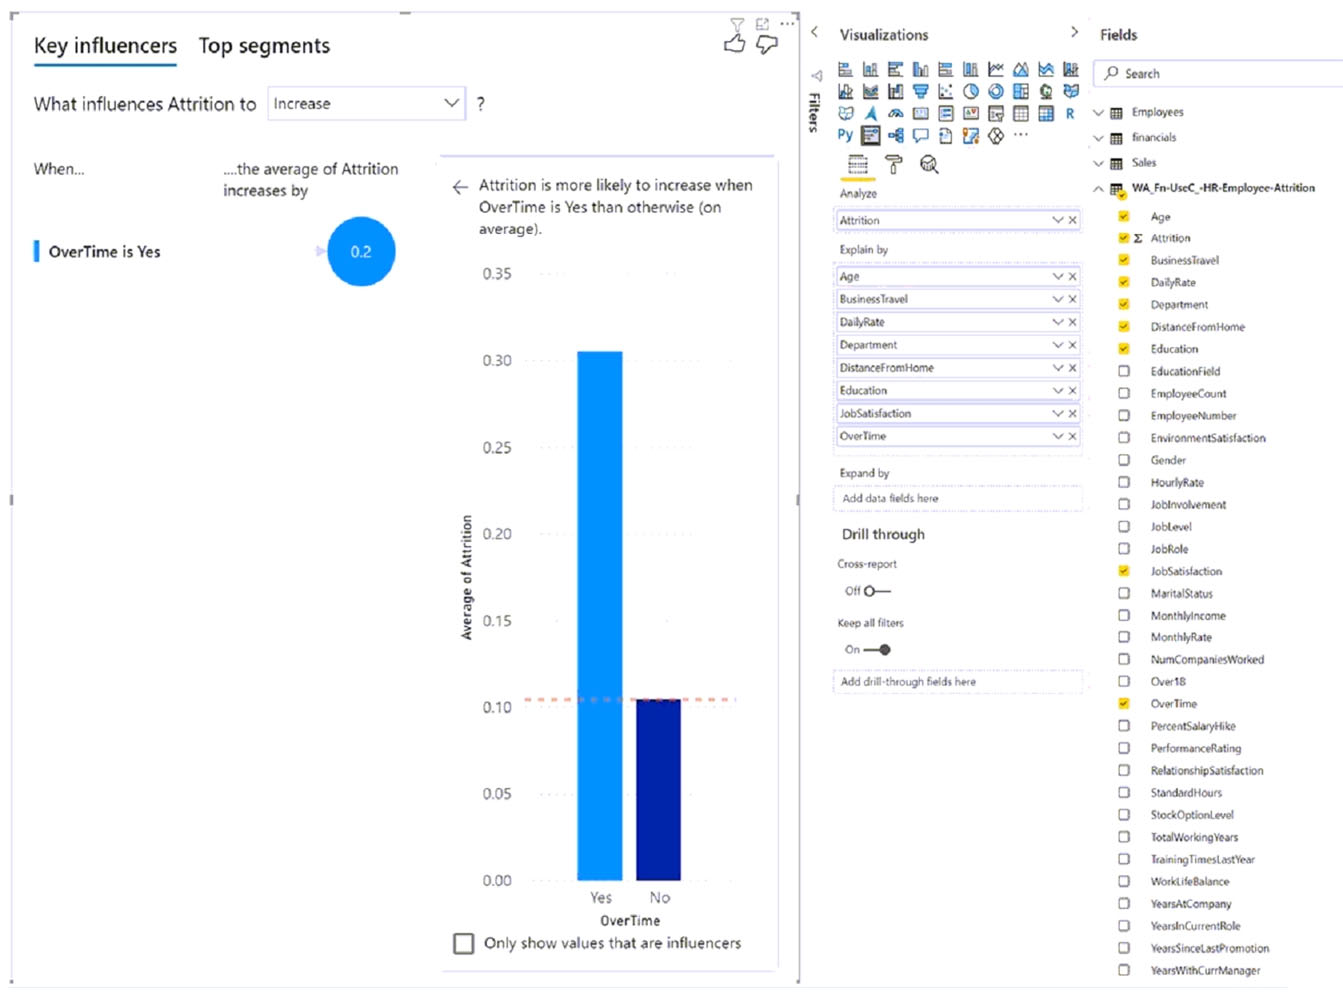 Key influencers Top segments
What influences Attrition to Increase ?
When... ....the average of Attrition
increases by
OverTime is Yes 0.2
Attrition is more likely to increase when
OverTime is Yes than otherwise (on
average).
0.35
0.30
0.25
0.20
0.15
0.10
0.05
0.00
Average of Attrition
Yes No
OverTime
Only show values that are influencers
Filters
Visualizations
R
Py
Analyze
Attrition
Explain by
Age
BusinessTravel
DailyRate
Department
DistanceFromHome
Education
JobSatisfaction
OverTime
Expand by
Add data fields here
Drill through
Cross-report
Off
Keep all filters
On
Add drill-through fields here
Fields
Search
Employees
financials
Sales
WA_Fn-UseC_-HR-Employee-Attrition
Age
Σ Attrition
BusinessTravel
DailyRate
Department
DistanceFromHome
Education
EducationField
EmployeeCount
EmployeeNumber
EnvironmentSatisfaction
Gender
HourlyRate
JobInvolvement
JobLevel
JobRole
JobSatisfaction
MaritalStatus
MonthlyIncome
MonthlyRate
NumCompaniesWorked
Over18
OverTime
PercentSalaryHike
PerformanceRating
RelationshipSatisfaction
StandardHours
StockOptionLevel
TotalWorkingYears
TrainingTimesLastYear
WorkLifeBalance
YearsAtCompany
YearsInCurrentRole
YearsSinceLastPromotion
YearsWithCurrManager